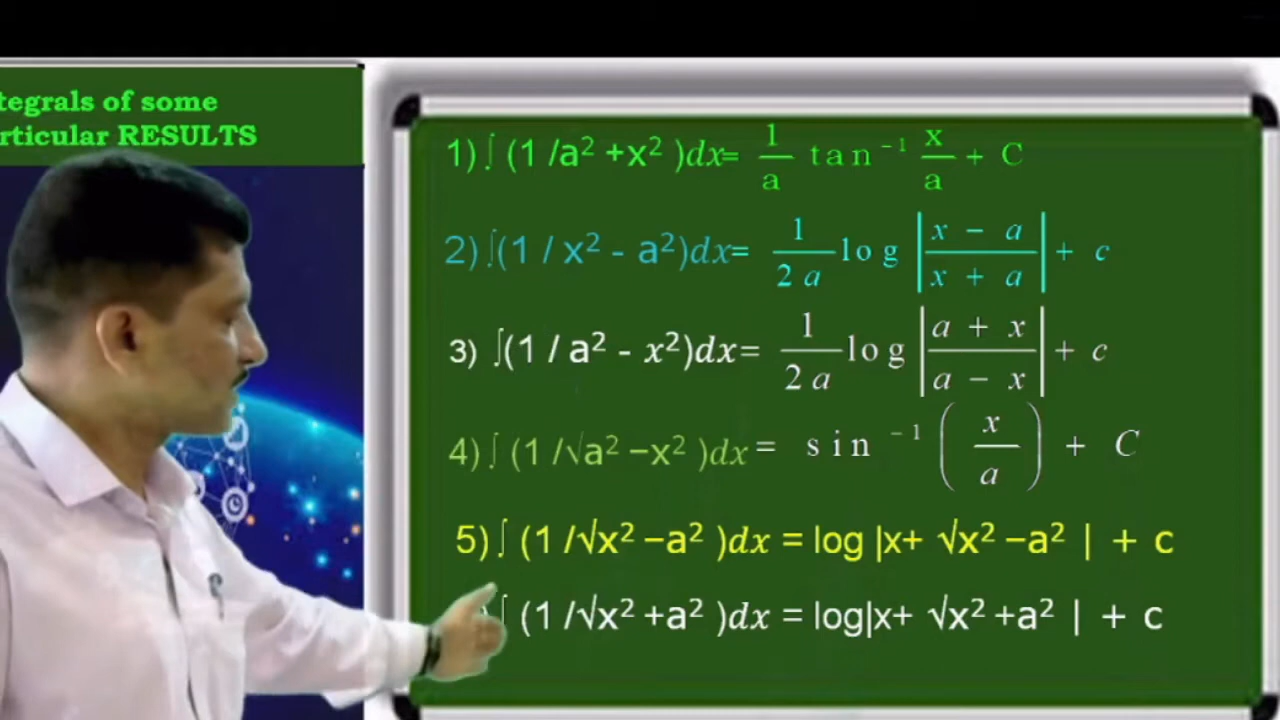 tegrals of some
rticular RESULTS
1) ∫ (1 /a² +x² )dx= 1/a tan⁻¹ x/a + C
2) ∫(1 / x² - a²)dx= 1/2a log |x - a / x + a| + c
3) ∫(1 / a² - x²)dx= 1/2a log |a + x / a - x| + c
4) ∫ (1 /√a² −x² )dx = sin⁻¹ (x/a) + C
5) ∫ (1 /√x² −a² )dx = log |x+ √x² −a² | + c
) ∫ (1 /√x² +a² )dx = log|x+ √x² +a² | + c